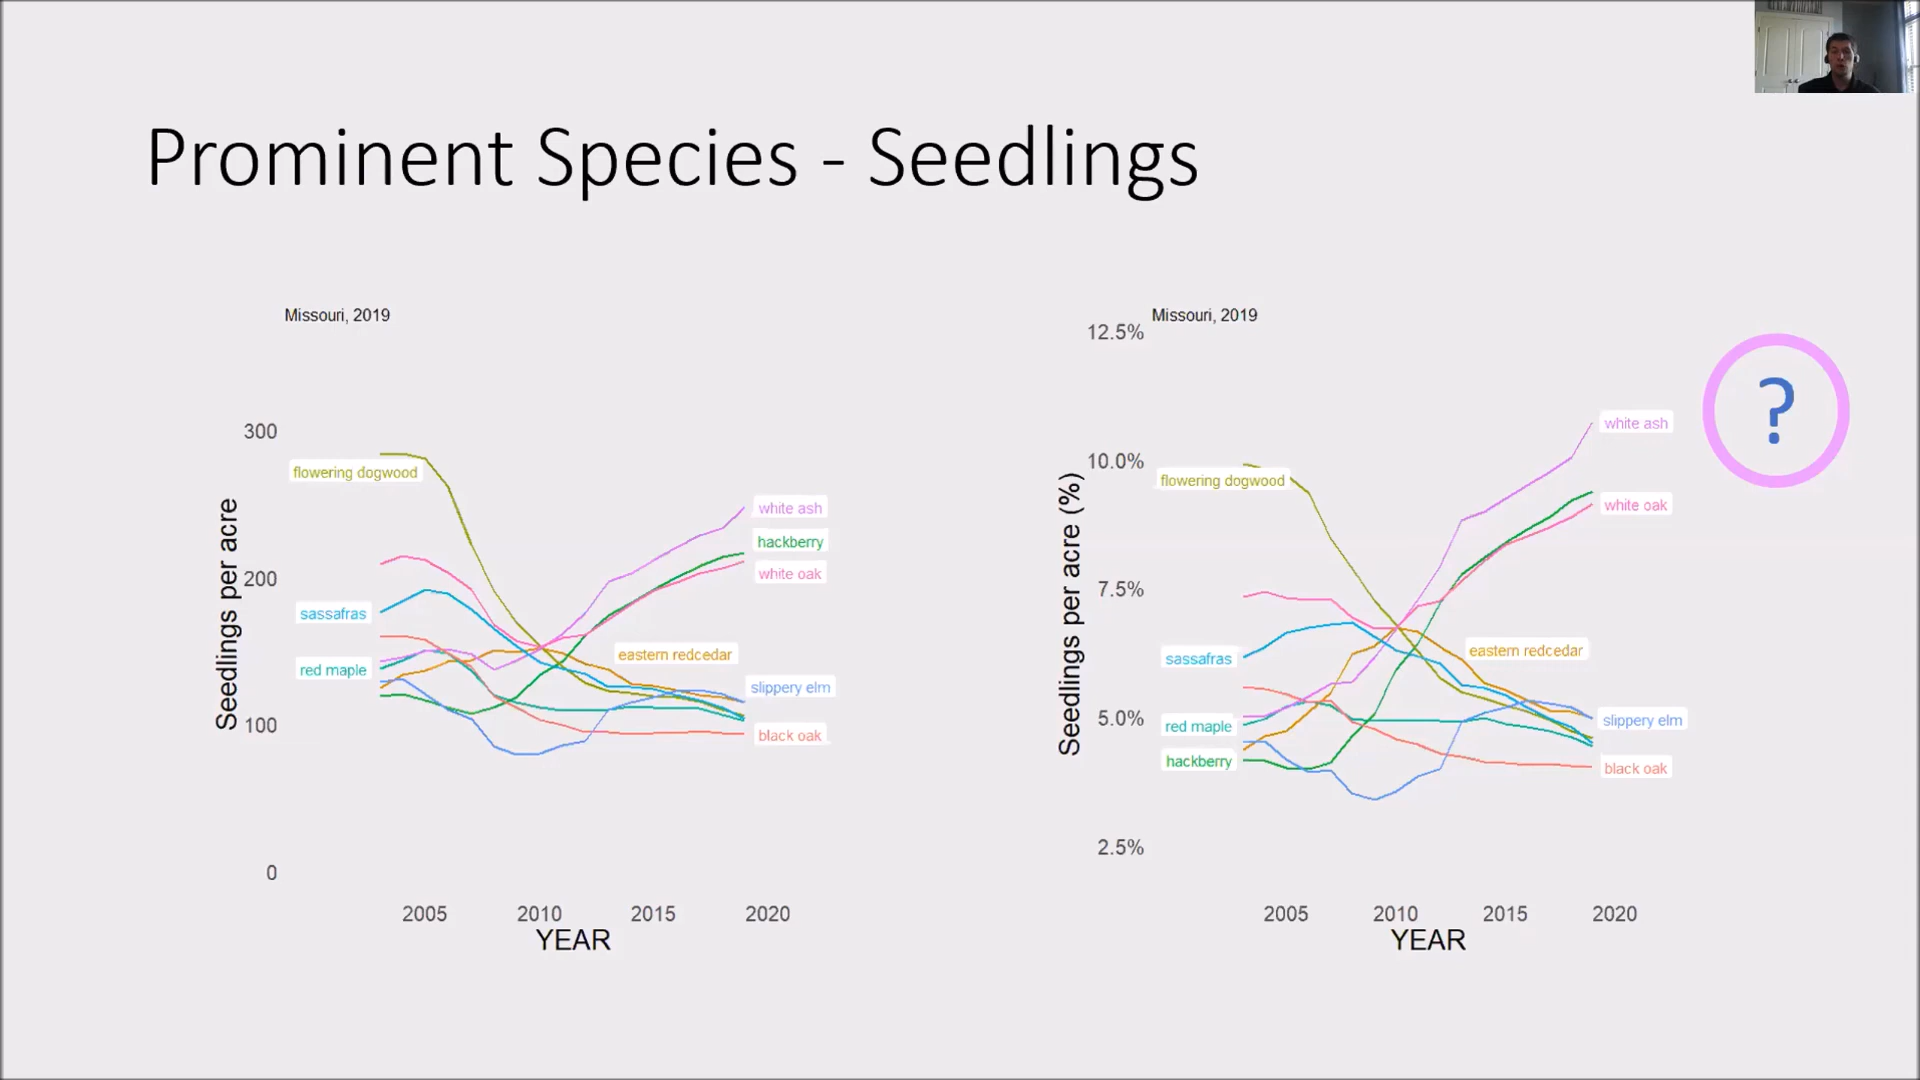 Prominent Species - Seedlings
Missouri, 2019
300
200
100
0
Seedlings per acre
flowering dogwood
sassafras
red maple
white ash
hackberry
white oak
eastern redcedar
slippery elm
black oak
2005 2010 2015 2020
YEAR
Missouri, 2019
12.5%
10.0%
7.5%
5.0%
2.5%
Seedlings per acre (%)
flowering dogwood
sassafras
red maple
hackberry
white ash
white oak
eastern redcedar
slippery elm
black oak
2005 2010 2015 2020
YEAR
?